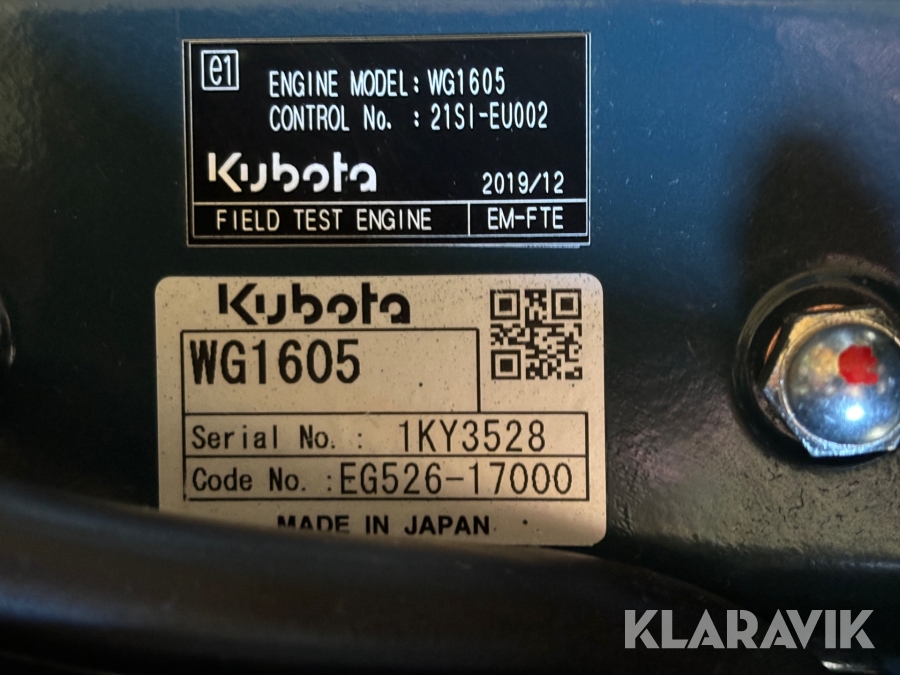 e1
ENGINE MODEL: WG1605
CONTROL No. : 21SI-EU002
Kubota
2019/12
FIELD TEST ENGINE
EM-FTE
Kubota
WG1605
Serial No. : 1KY3528
Code No. : EG526-17000
MADE IN JAPAN
KLARAVIK